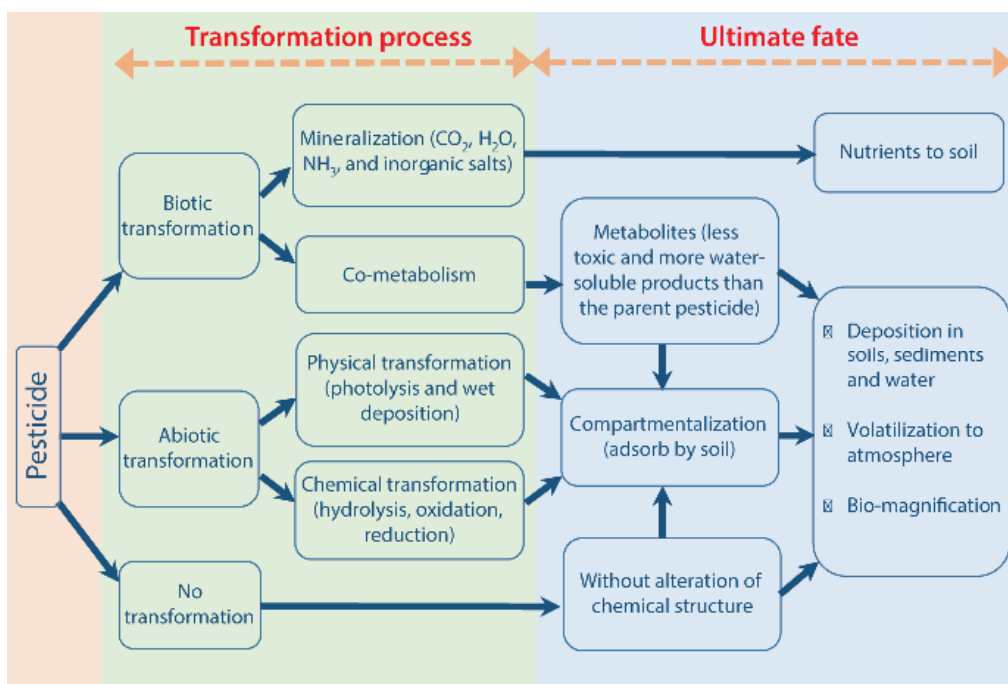 Transformation process
Ultimate fate
Pesticide
Biotic
transformation
Mineralization (CO₂, H₂O,
NH₃, and inorganic salts)
Nutrients to soil
Co-metabolism
Metabolites (less
toxic and more water-
soluble products than
the parent pesticide)
Abiotic
transformation
Physical transformation
(photolysis and wet
deposition)
Chemical transformation
(hydrolysis, oxidation,
reduction)
Compartmentalization
(adsorb by soil)
Deposition in
soils, sediments
and water
Volatilization to
atmosphere
Bio-magnification
No
transformation
Without alteration of
chemical structure